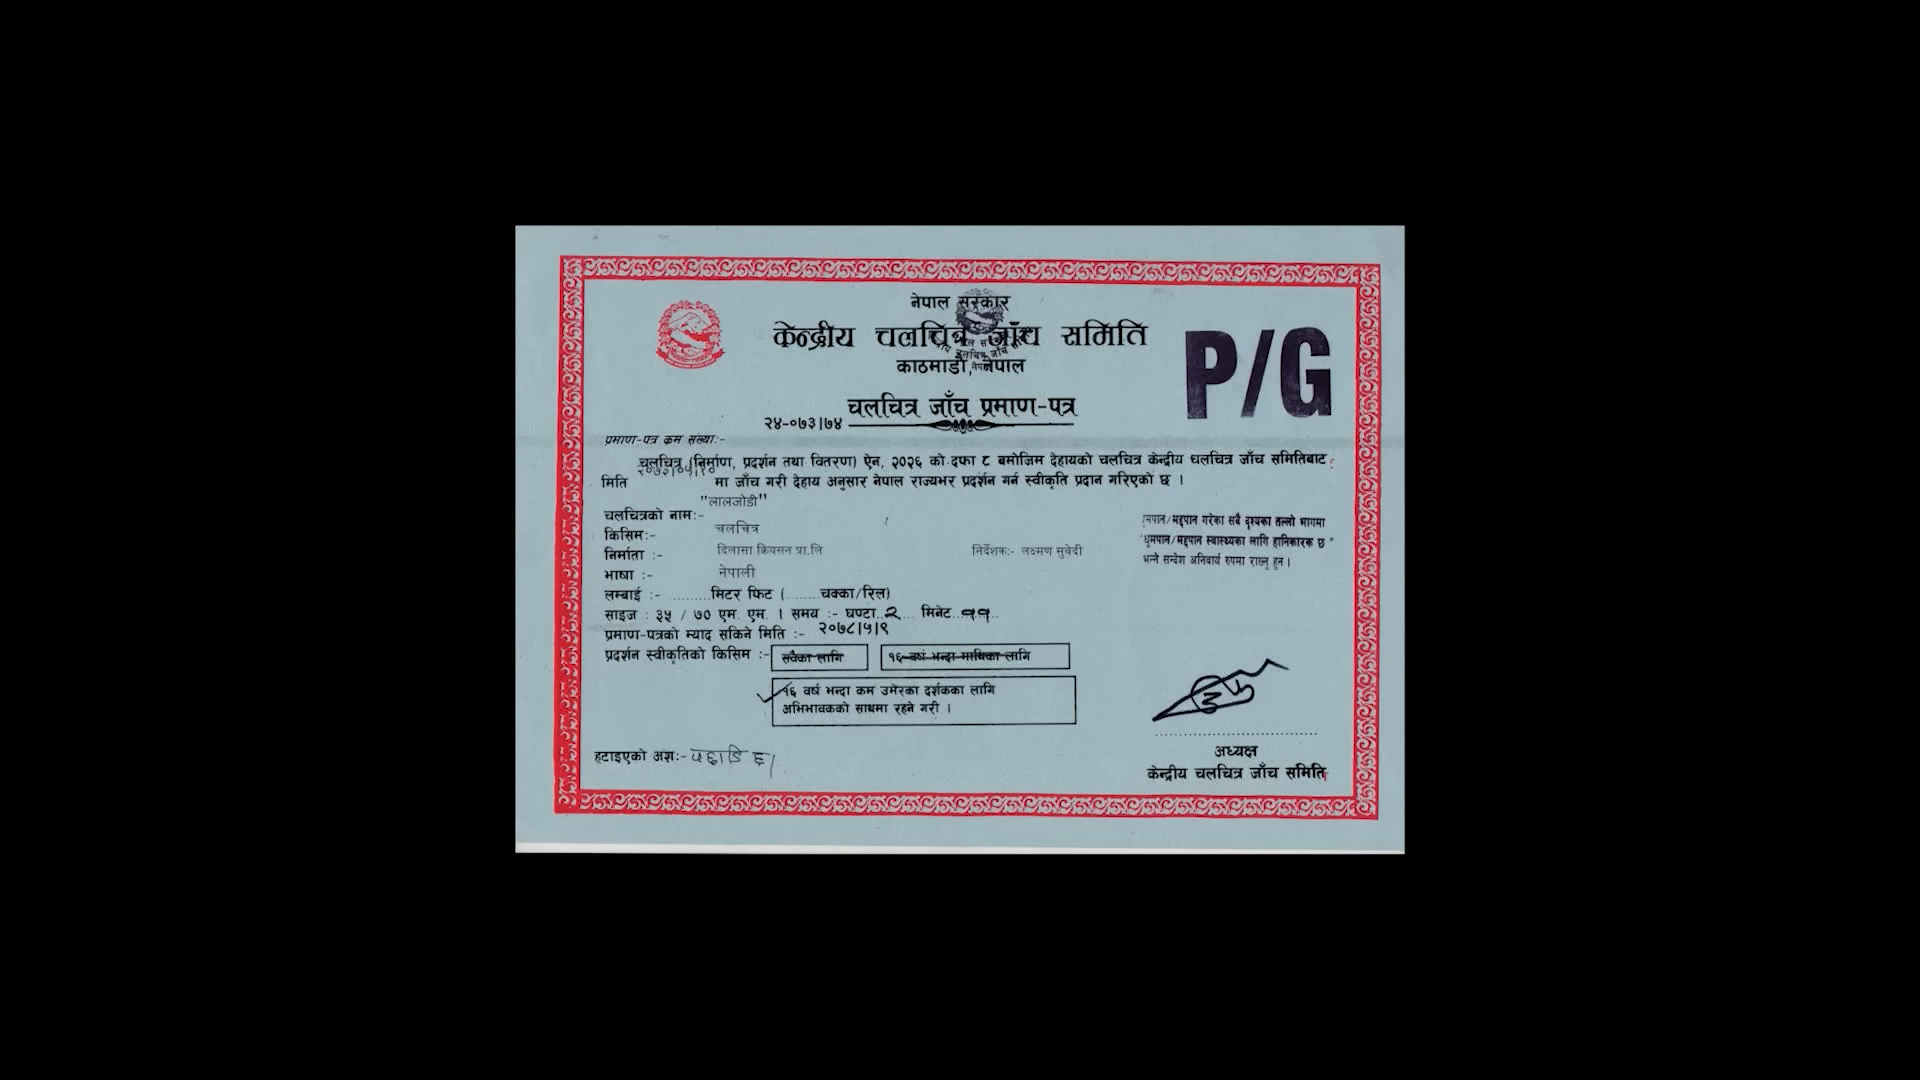 नेपाल सरकार
केन्द्रीय चलचित्र जाँच समिति
काठमाडौं, नेपाल
P/G
चलचित्र जाँच प्रमाण-पत्र
२४-०७३|७४
प्रमाण-पत्र क्रम संख्या:-
चलचित्र (निर्माण, प्रदर्शन तथा वितरण) ऐन, २०२६ को दफा ८ बमोजिम देहायको चलचित्र केन्द्रीय चलचित्र जाँच समितिबाट
मिति मा जाँच गरी देहाय अनुसार नेपाल राज्यभर प्रदर्शन गर्न स्वीकृति प्रदान गरिएको छ ।
चलचित्रको नाम:- "लालजोडी"
किसिम:- चलचित्र
निर्माता :- दिलासा क्रियसन प्रा.लि निर्देशक:- लक्ष्मण सुवेदी
भाषा :- नेपाली
लम्बाई :- ..........मिटर फिट (........चक्का/रिल)
साइज : ३५ / ७० एम. एम. । समय :- घण्टा..२.... मिनेट..११..
प्रमाण-पत्रको म्याद सकिने मिति :- २०७८|५|९
प्रदर्शन स्वीकृतिको किसिम :- सवैका लागि १६ वर्ष भन्दा माथिका लागि
१६ वर्ष भन्दा कम उमेरका दर्शकका लागि
अभिभावकको साथमा रहने गरी ।
धुमपान/मद्दपान गरेका सबै दृश्यका तल्लो भागमा
"धुमपान/मद्दपान स्वास्थ्यका लागि हानिकारक छ "
भन्ने सन्देश अनिवार्य रुपमा राख्नु हुन ।
हटाइएको अंश:- पछाडि छ।
अध्यक्ष
केन्द्रीय चलचित्र जाँच समिति